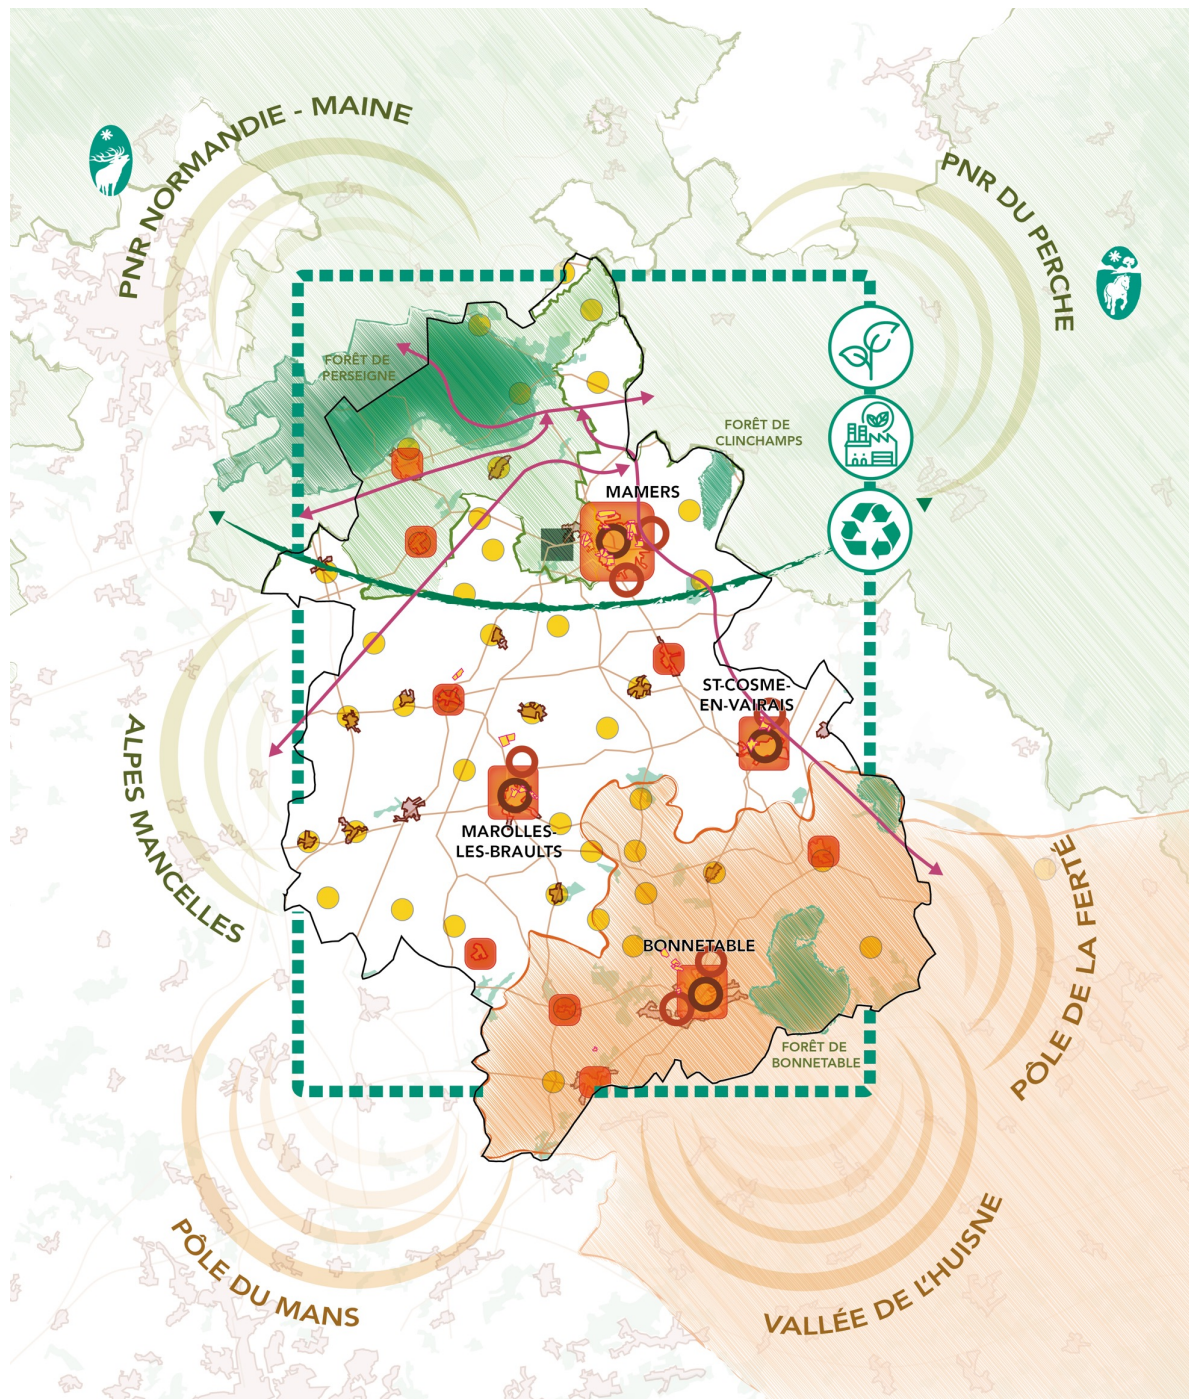 PNR NORMANDIE - MAINE
PNR DU PERCHE
FORÊT DE
PERSEIGNE
FORÊT DE
CLINCHAMPS
MAMERS
ST-COSME-
EN-VAIRAIS
ALPES MANCELLES
MAROLLES-
LES-BRAULTS
PÔLE DE LA FERTÉ
BONNETABLE
FORÊT DE
BONNETABLE
PÔLE DU MANS
VALLÉE DE L'HUISNE